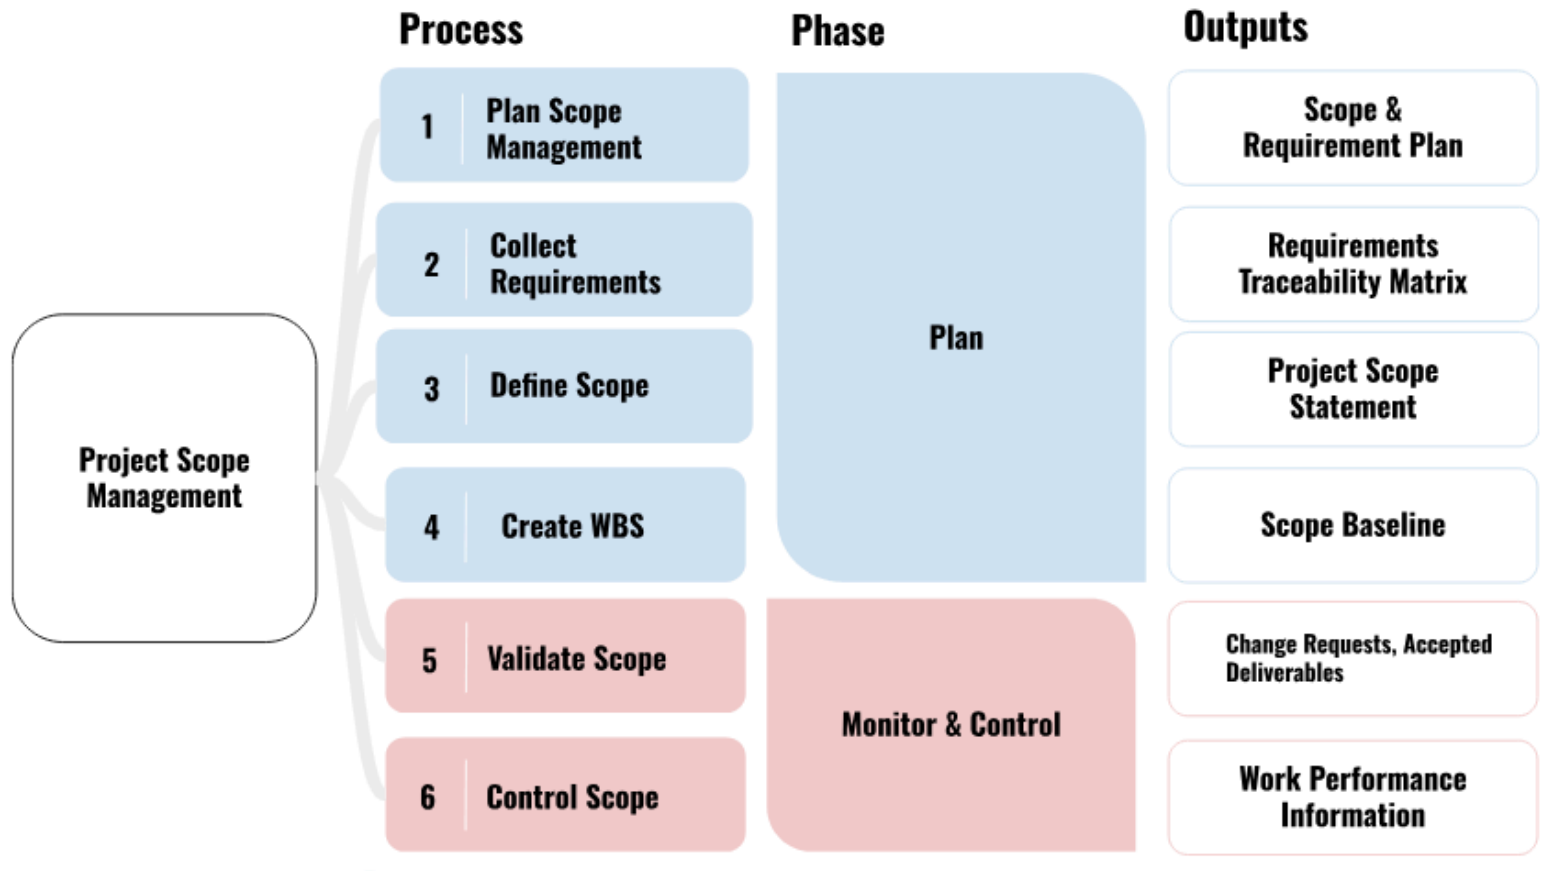 Process
Phase
Outputs
Project Scope
Management
1
Plan Scope
Management
2
Collect
Requirements
3
Define Scope
4
Create WBS
5
Validate Scope
6
Control Scope
Plan
Monitor & Control
Scope &
Requirement Plan
Requirements
Traceability Matrix
Project Scope
Statement
Scope Baseline
Change Requests, Accepted
Deliverables
Work Performance
Information